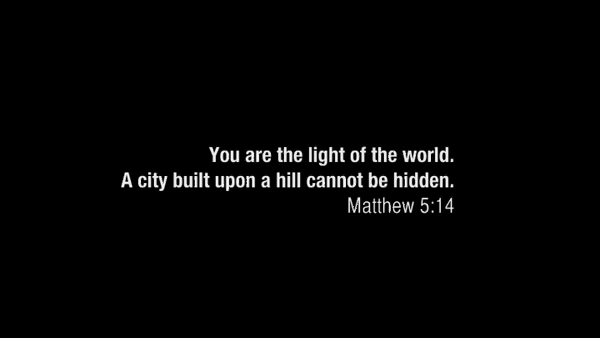 You are the light of the world.
A city built upon a hill cannot be hidden.
Matthew 5:14